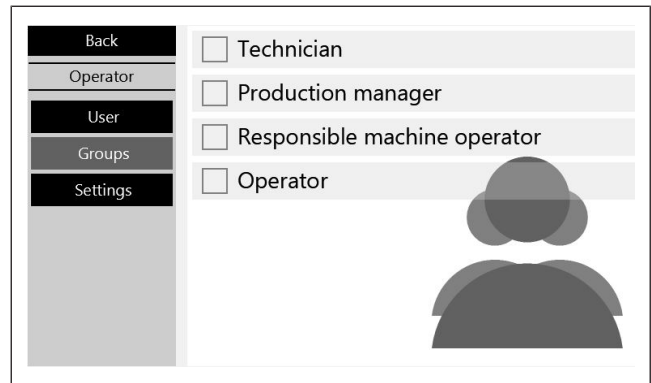 Back
Operator
User
Groups
Settings
Technician
Production manager
Responsible machine operator
Operator